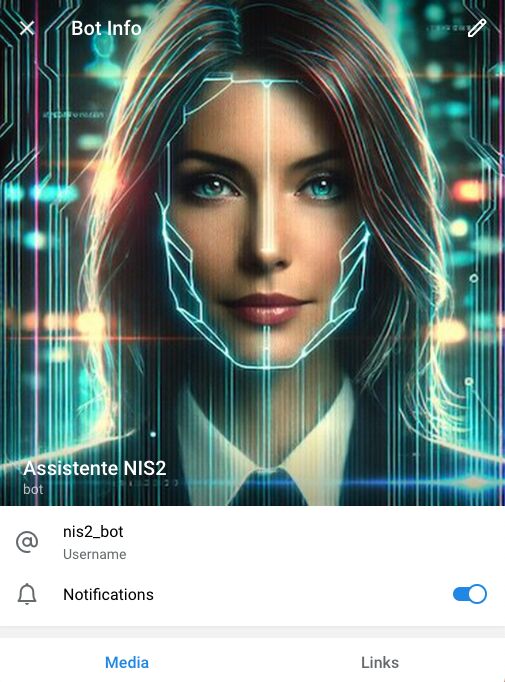 Bot Info
Assistente NIS2
bot
nis2_bot
Username
Notifications
Media
Links